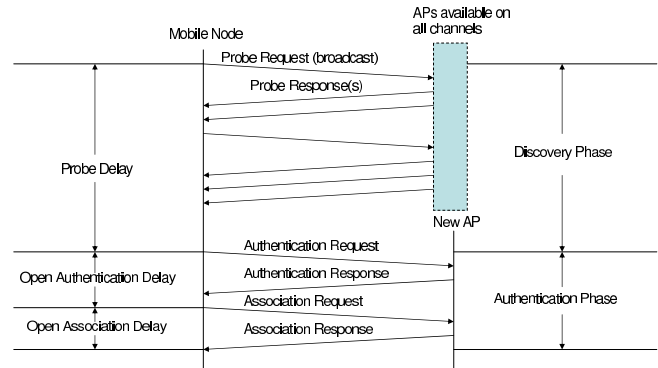 APs available on
all channels
Mobile Node
Probe Request (broadcast)
Probe Response(s)
Probe Delay
Discovery Phase
New AP
Authentication Request
Open Authentication Delay
Authentication Response
Association Request
Authentication Phase
Open Association Delay
Association Response